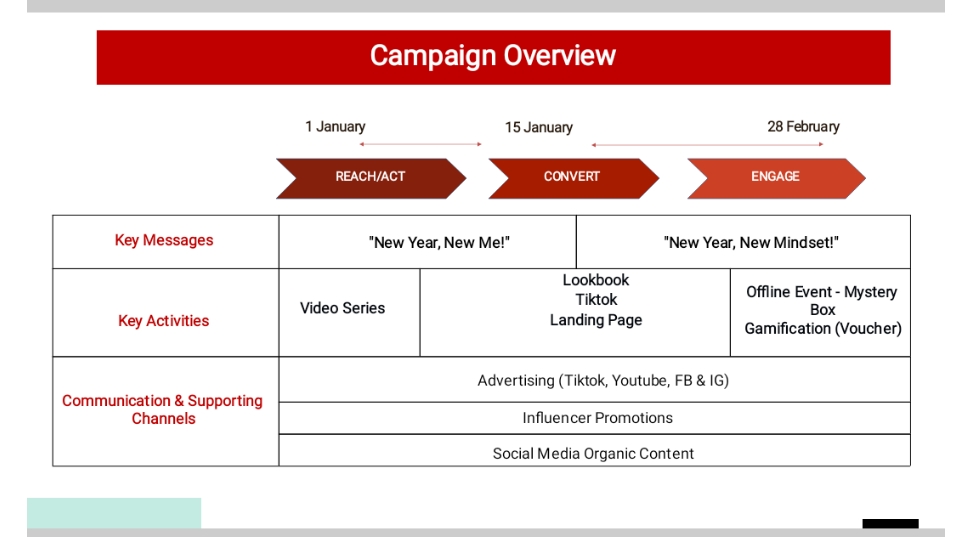 Campaign Overview
1 January
15 January
28 February
REACH/ACT
CONVERT
ENGAGE
Key Messages
"New Year, New Me!"
"New Year, New Mindset!"
Key Activities
Video Series
Lookbook
Tiktok
Landing Page
Offline Event - Mystery
Box
Gamification (Voucher)
Communication & Supporting
Channels
Advertising (Tiktok, Youtube, FB & IG)
Influencer Promotions
Social Media Organic Content